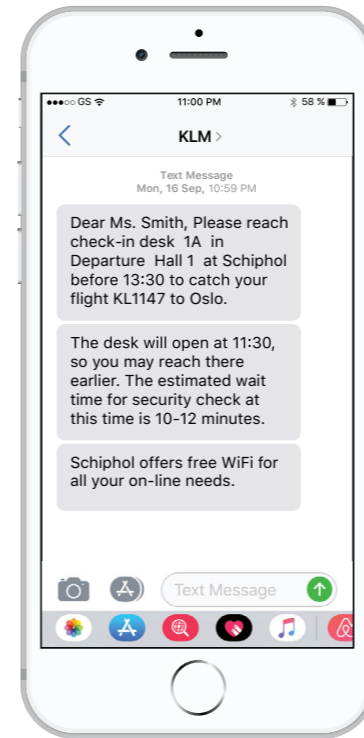 GS 11:00 PM 58 %
KLM >
Text Message
Mon, 16 Sep, 10:59 PM
Dear Ms. Smith, Please reach
check-in desk 1A in
Departure Hall 1 at Schiphol
before 13:30 to catch your
flight KL1147 to Oslo.
The desk will open at 11:30,
so you may reach there
earlier. The estimated wait
time for security check at
this time is 10-12 minutes.
Schiphol offers free WiFi for
all your on-line needs.
Text Message